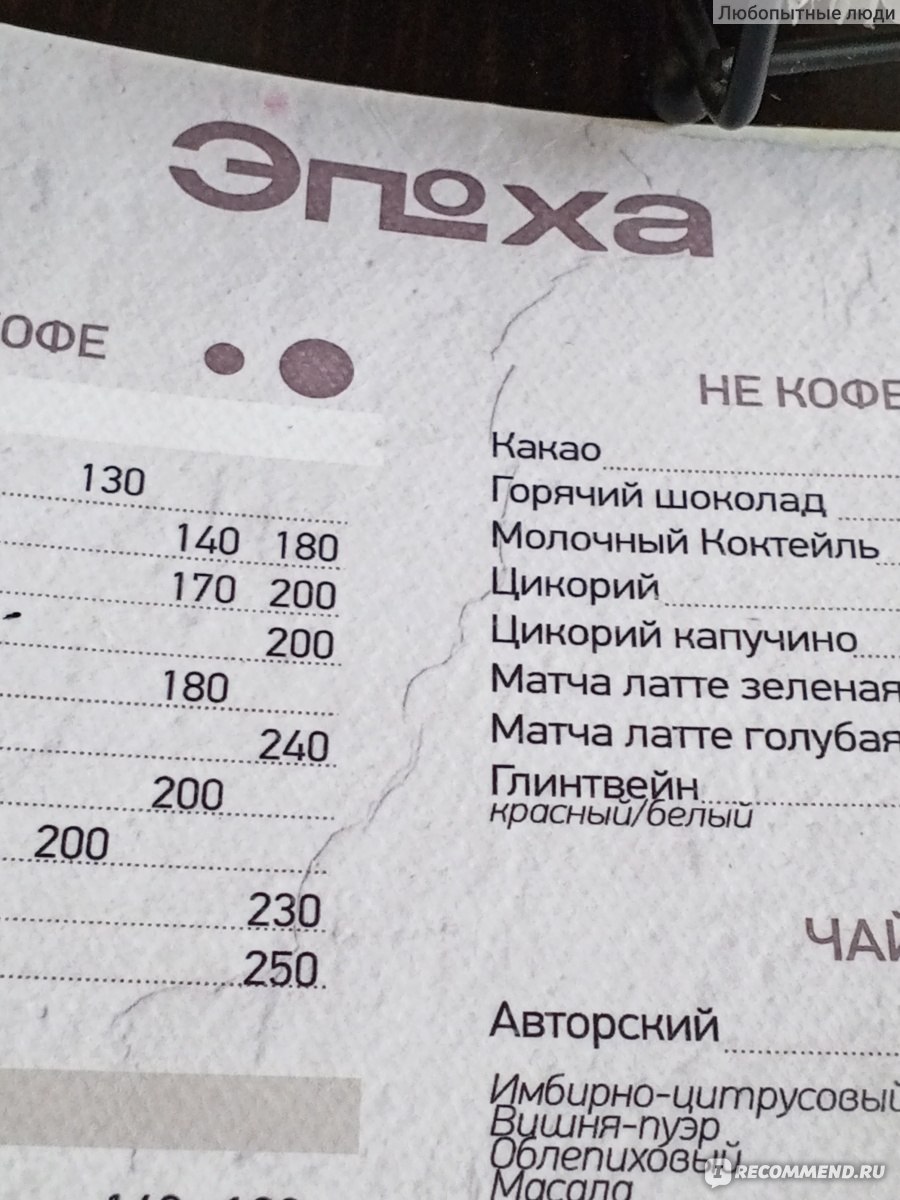 Любопытные люди
Эпоха
КОФЕ
130
140 180
170 200
200
180
240
200
200
230
250
НЕ КОФЕ
Какао
Горячий шоколад
Молочный Коктейль
Цикорий
Цикорий капучино
Матча латте зеленая
Матча латте голубая
Глинтвейн
красный/белый
ЧАЙ
Авторский
Имбирно-цитрусовый
Вишня-пуэр
Облепиховый
Масала
IRECOMMEND.RU